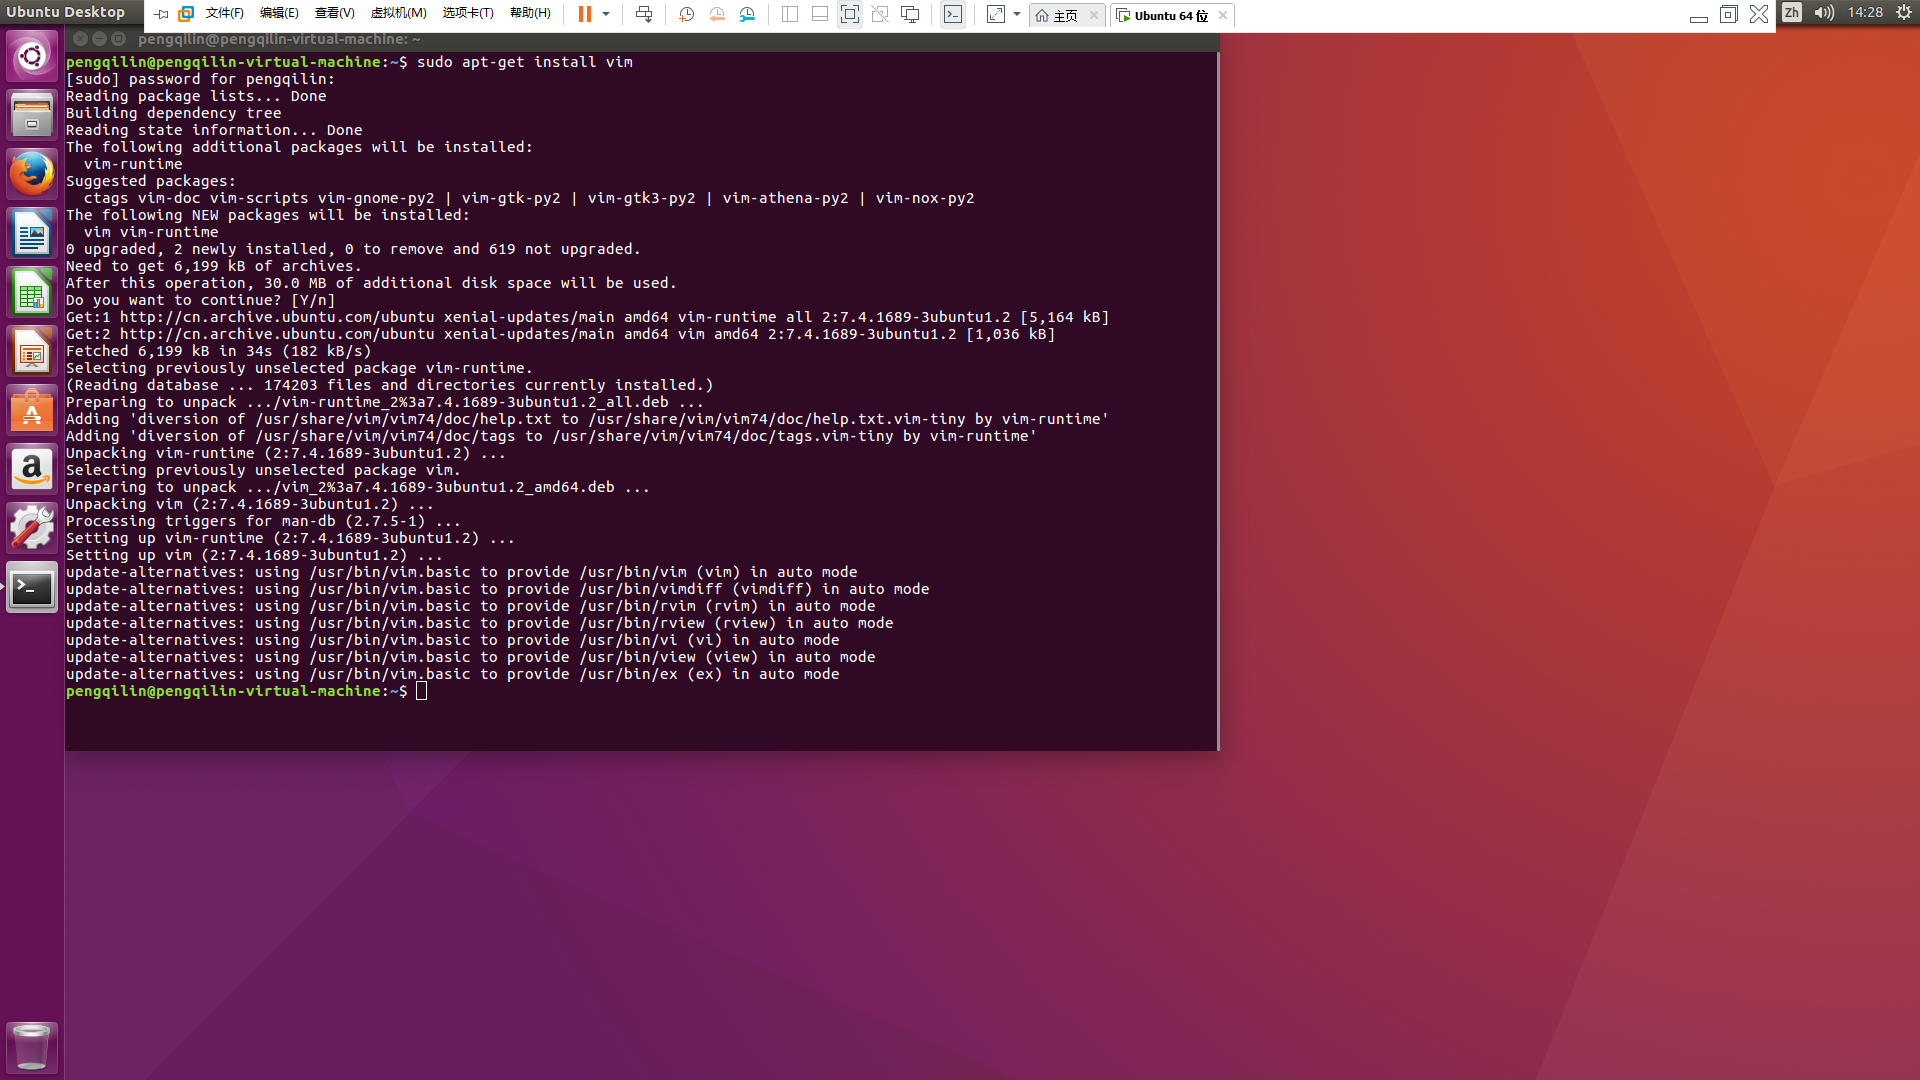 Ubuntu Desktop
文件(F) 编辑(E) 查看(V) 虚拟机(M) 选项卡(T) 帮助(H)
主页
Ubuntu 64 位
Zh
14:28
pengqilin@pengqilin-virtual-machine: ~
pengqilin@pengqilin-virtual-machine:~$ sudo apt-get install vim
[sudo] password for pengqilin:
Reading package lists... Done
Building dependency tree
Reading state information... Done
The following additional packages will be installed:
  vim-runtime
Suggested packages:
  ctags vim-doc vim-scripts vim-gnome-py2 | vim-gtk-py2 | vim-gtk3-py2 | vim-athena-py2 | vim-nox-py2
The following NEW packages will be installed:
  vim vim-runtime
0 upgraded, 2 newly installed, 0 to remove and 619 not upgraded.
Need to get 6,199 kB of archives.
After this operation, 30.0 MB of additional disk space will be used.
Do you want to continue? [Y/n]
Get:1 http://cn.archive.ubuntu.com/ubuntu xenial-updates/main amd64 vim-runtime all 2:7.4.1689-3ubuntu1.2 [5,164 kB]
Get:2 http://cn.archive.ubuntu.com/ubuntu xenial-updates/main amd64 vim amd64 2:7.4.1689-3ubuntu1.2 [1,036 kB]
Fetched 6,199 kB in 34s (182 kB/s)
Selecting previously unselected package vim-runtime.
(Reading database ... 174203 files and directories currently installed.)
Preparing to unpack .../vim-runtime_2%3a7.4.1689-3ubuntu1.2_all.deb ...
Adding 'diversion of /usr/share/vim/vim74/doc/help.txt to /usr/share/vim/vim74/doc/help.txt.vim-tiny by vim-runtime'
Adding 'diversion of /usr/share/vim/vim74/doc/tags to /usr/share/vim/vim74/doc/tags.vim-tiny by vim-runtime'
Unpacking vim-runtime (2:7.4.1689-3ubuntu1.2) ...
Selecting previously unselected package vim.
Preparing to unpack .../vim_2%3a7.4.1689-3ubuntu1.2_amd64.deb ...
Unpacking vim (2:7.4.1689-3ubuntu1.2) ...
Processing triggers for man-db (2.7.5-1) ...
Setting up vim-runtime (2:7.4.1689-3ubuntu1.2) ...
Setting up vim (2:7.4.1689-3ubuntu1.2) ...
update-alternatives: using /usr/bin/vim.basic to provide /usr/bin/vim (vim) in auto mode
update-alternatives: using /usr/bin/vim.basic to provide /usr/bin/vimdiff (vimdiff) in auto mode
update-alternatives: using /usr/bin/vim.basic to provide /usr/bin/rvim (rvim) in auto mode
update-alternatives: using /usr/bin/vim.basic to provide /usr/bin/rview (rview) in auto mode
update-alternatives: using /usr/bin/vim.basic to provide /usr/bin/vi (vi) in auto mode
update-alternatives: using /usr/bin/vim.basic to provide /usr/bin/view (view) in auto mode
update-alternatives: using /usr/bin/vim.basic to provide /usr/bin/ex (ex) in auto mode
pengqilin@pengqilin-virtual-machine:~$